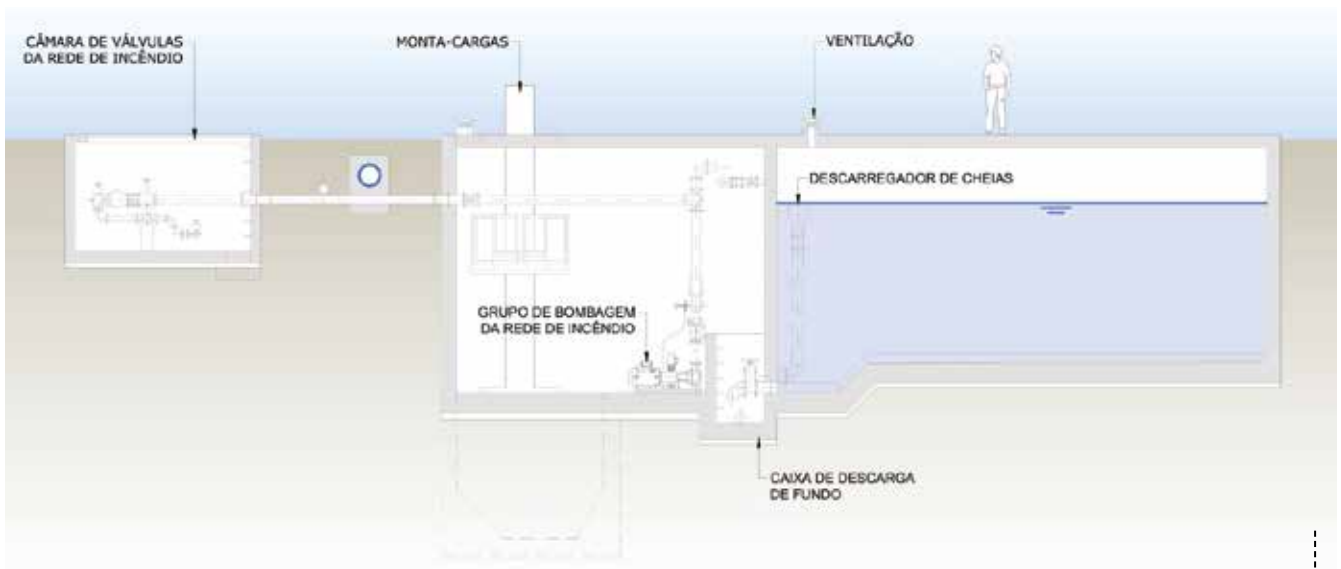 CÂMARA DE VÁLVULAS
DA REDE DE INCÊNDIO
MONTA-CARGAS
VENTILAÇÃO
DESCARREGADOR DE CHEIAS
GRUPO DE BOMBAGEM
DA REDE DE INCÊNDIO
CAIXA DE DESCARGA
DE FUNDO